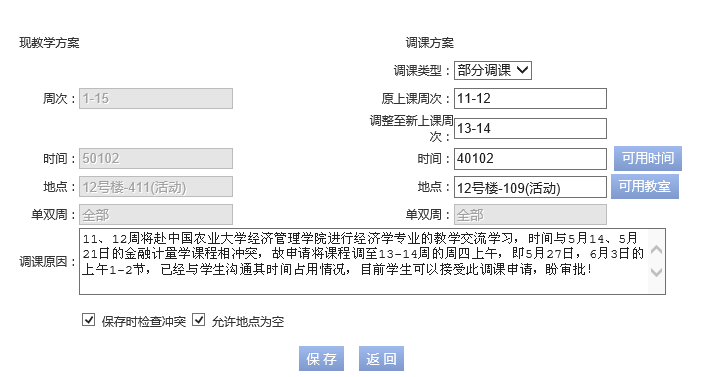 现教学方案
调课方案
调课类型：部分调课
周次：1-15
原上课周次：11-12
调整至新上课周次：13-14
时间：50102
时间：40102
可用时间
地点：12号楼-411(活动)
地点：12号楼-109(活动)
可用教室
单双周：全部
单双周：全部
调课原因：
11、12周将赴中国农业大学经济管理学院进行经济学专业的教学交流学习，时间与5月14、5月
21日的金融计量学课程相冲突，故申请将课程调至13-14周的周四上午，即5月27日，6月3日的
上午1-2节，已经与学生沟通其时间占用情况，目前学生可以接受此调课申请，盼审批！
保存时检查冲突 允许地点为空
保 存 返 回